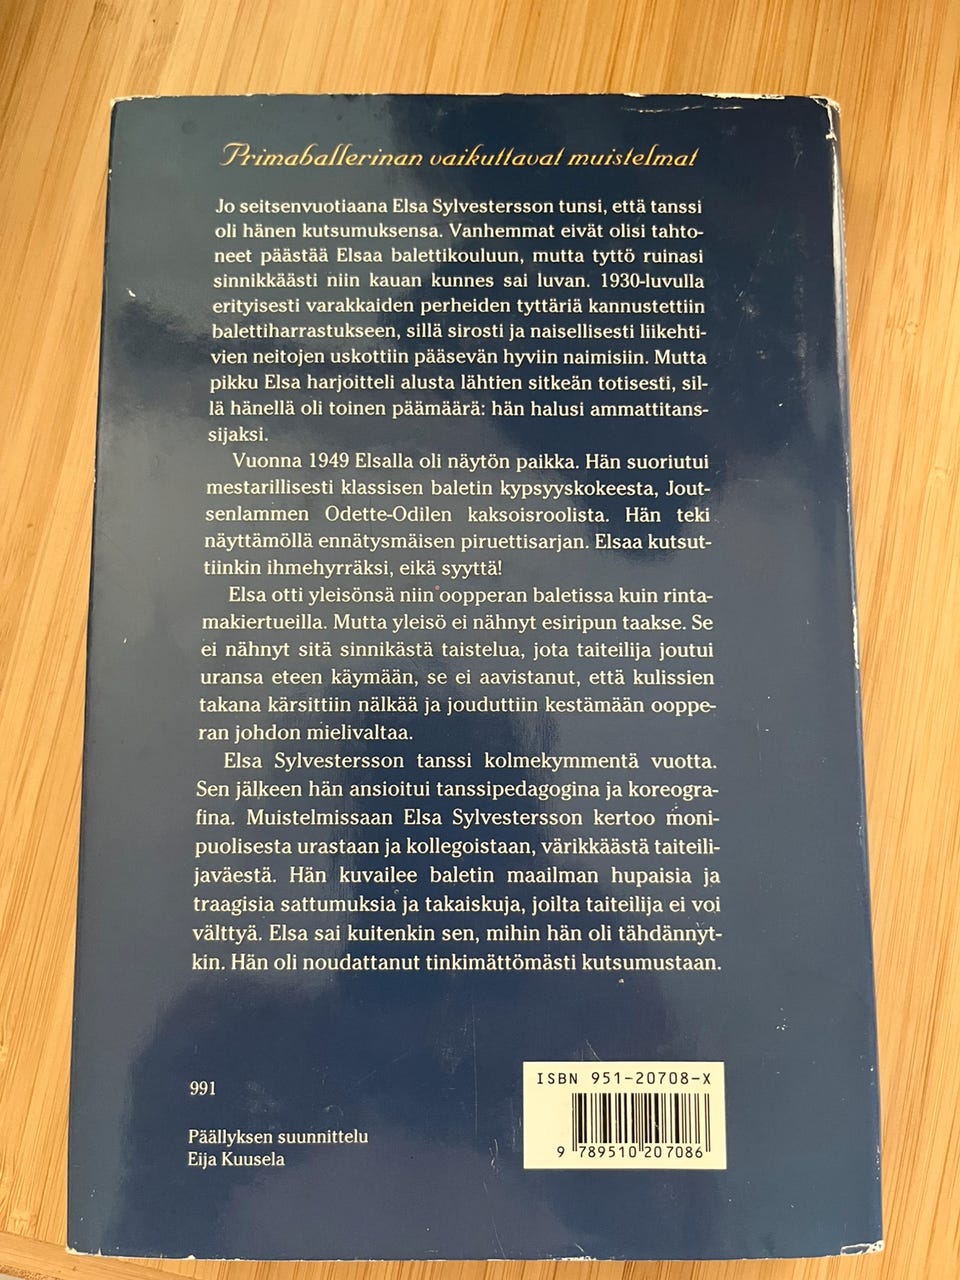 Primaballerinan vaikuttavat muistelmat
Jo seitsenvuotiaana Elsa Sylvestersson tunsi, että tanssi
oli hänen kutsumuksensa. Vanhemmat eivät olisi tahto-
neet päästää Elsaa balettikouluun, mutta tyttö ruinasi
sinnikkäästi niin kauan kunnes sai luvan. 1930-luvulla
erityisesti varakkaiden perheiden tyttäriä kannustettiin
balettiharrastukseen, sillä sirosti ja naisellisesti liikehti-
vien neitojen uskottiin pääsevän hyviin naimisiin. Mutta
pikku Elsa harjoitteli alusta lähtien sitkeän totisesti, sil-
lä hänellä oli toinen päämäärä: hän halusi ammattitans-
sijaksi.
Vuonna 1949 Elsalla oli näytön paikka. Hän suoriutui
mestarillisesti klassisen baletin kypsyyskokeesta, Jout-
senlammen Odette-Odilen kaksoisroolista. Hän teki
näyttämöllä ennätysmäisen piruettisarjan. Elsaa kutsut-
tiinkin ihmehyrräksi, eikä syyttä!
Elsa otti yleisönsä niin oopperan baletissa kuin rinta-
makiertueilla. Mutta yleisö ei nähnyt esiripun taakse. Se
ei nähnyt sitä sinnikästä taistelua, jota taiteilija joutui
uransa eteen käymään, se ei aavistanut, että kulissien
takana kärsittiin nälkää ja jouduttiin kestämään ooppe-
ran johdon mielivaltaa.
Elsa Sylvestersson tanssi kolmekymmentä vuotta.
Sen jälkeen hän ansioitui tanssipedagogina ja koreogra-
fina. Muistelmissaan Elsa Sylvestersson kertoo moni-
puolisesta urastaan ja kollegoistaan, värikkäästä taiteili-
javäestä. Hän kuvailee baletin maailman hupaisia ja
traagisia sattumuksia ja takaiskuja, joilta taiteilija ei voi
välttyä. Elsa sai kuitenkin sen, mihin hän oli tähdännyt-
kin. Hän oli noudattanut tinkimättömästi kutsumustaan.
991
Päällyksen suunnittelu
Eija Kuusela
ISBN 951-20708-X
9 789510 207086